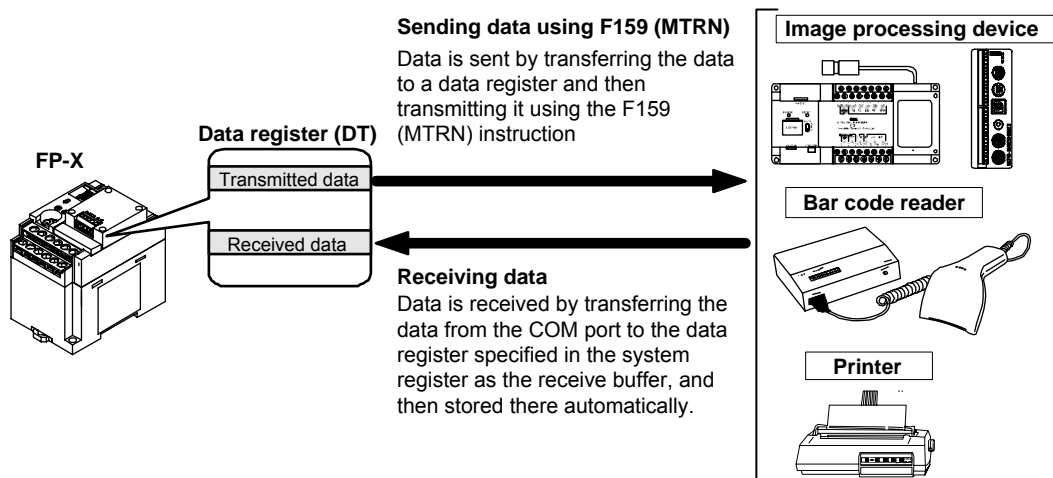 Sending data using F159 (MTRN)
Data is sent by transferring the data
to a data register and then
transmitting it using the F159
(MTRN) instruction
Image processing device
Data register (DT)
FP-X
Transmitted data
Received data
Bar code reader
Receiving data
Data is received by transferring the
data from the COM port to the data
register specified in the system
register as the receive buffer, and
then stored there automatically.
Printer